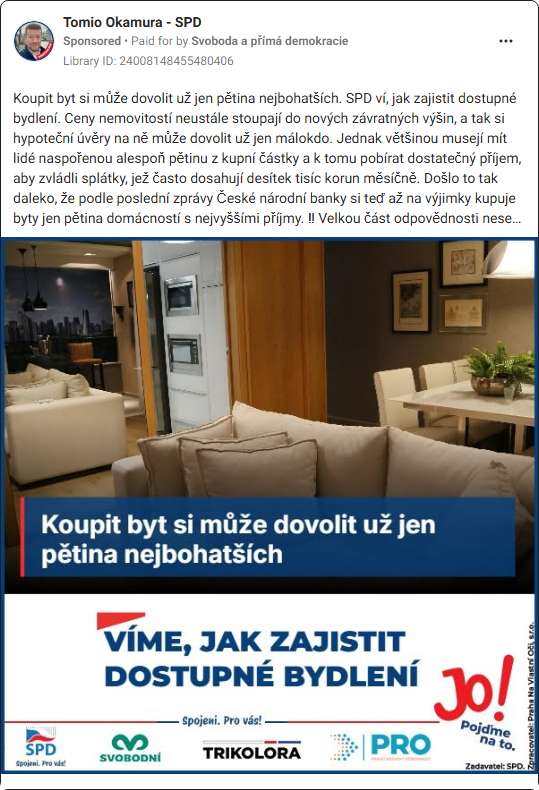 Tomio Okamura - SPD
Sponsored • Paid for by Svoboda a přímá demokracie
Library ID: 24008148455480406
Koupit byt si může dovolit už jen pětina nejbohatších. SPD ví, jak zajistit dostupné
bydlení. Ceny nemovitostí neustále stoupají do nových závratných výšin, a tak si
hypoteční úvěry na ně může dovolit už jen málokdo. Jednak většinou musejí mít
lidé naspořenou alespoň pětinu z kupní částky a k tomu pobírat dostatečný příjem,
aby zvládli splátky, jež často dosahují desítek tisíc korun měsíčně. Došlo to tak
daleko, že podle poslední zprávy České národní banky si teď až na výjimky kupuje
byty jen pětina domácností s nejvyššími příjmy. ‼ Velkou část odpovědnosti nese...
Koupit byt si může dovolit už jen
pětina nejbohatších
VÍME, JAK ZAJISTIT
DOSTUPNÉ BYDLENÍ
Jo!
Pojďme
na to.
Spojeni. Pro vás!
SPD
Spojeni. Pro vás!
SVOBODNÍ
TRIKOLORA
PRO
Zadavatel: SPD.
Zpracovatel: Praha Na Vlastní Oči, s.r.o.